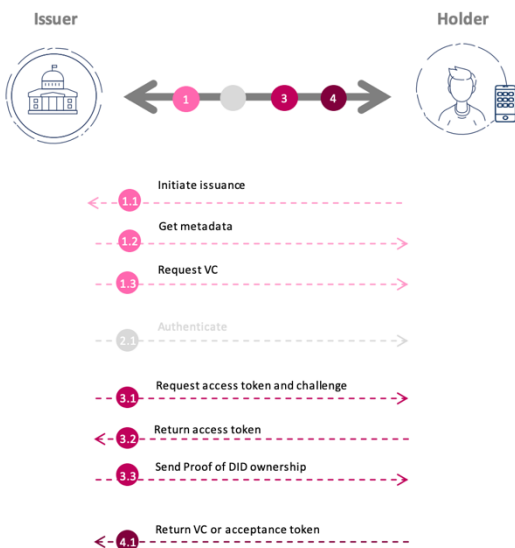 Issuer
Holder
1
3
4
Initiate issuance
1.1
Get metadata
1.2
Request VC
1.3
Authenticate
2.1
Request access token and challenge
3.1
Return access token
3.2
Send Proof of DID ownership
3.3
Return VC or acceptance token
4.1